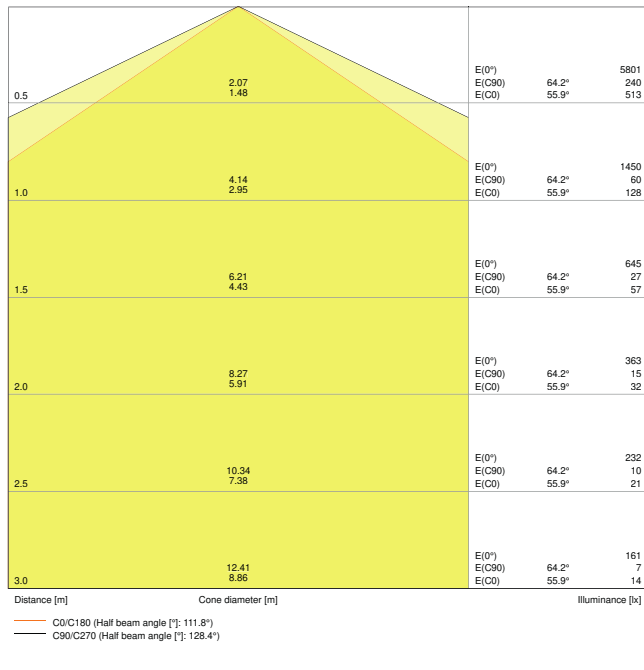 E(0°) 5801
2.07 E(C90) 64.2° 240
0.5 1.48 E(C0) 55.9° 513
E(0°) 1450
4.14 E(C90) 64.2° 60
1.0 2.95 E(C0) 55.9° 128
E(0°) 645
6.21 E(C90) 64.2° 27
1.5 4.43 E(C0) 55.9° 57
E(0°) 363
8.27 E(C90) 64.2° 15
2.0 5.91 E(C0) 55.9° 32
E(0°) 232
10.34 E(C90) 64.2° 10
2.5 7.38 E(C0) 55.9° 21
E(0°) 161
12.41 E(C90) 64.2° 7
3.0 8.86 E(C0) 55.9° 14
Distance [m] Cone diameter [m] Illuminance [lx]
C0/C180 (Half beam angle [°]: 111.8°)
C90/C270 (Half beam angle [°]: 128.4°)